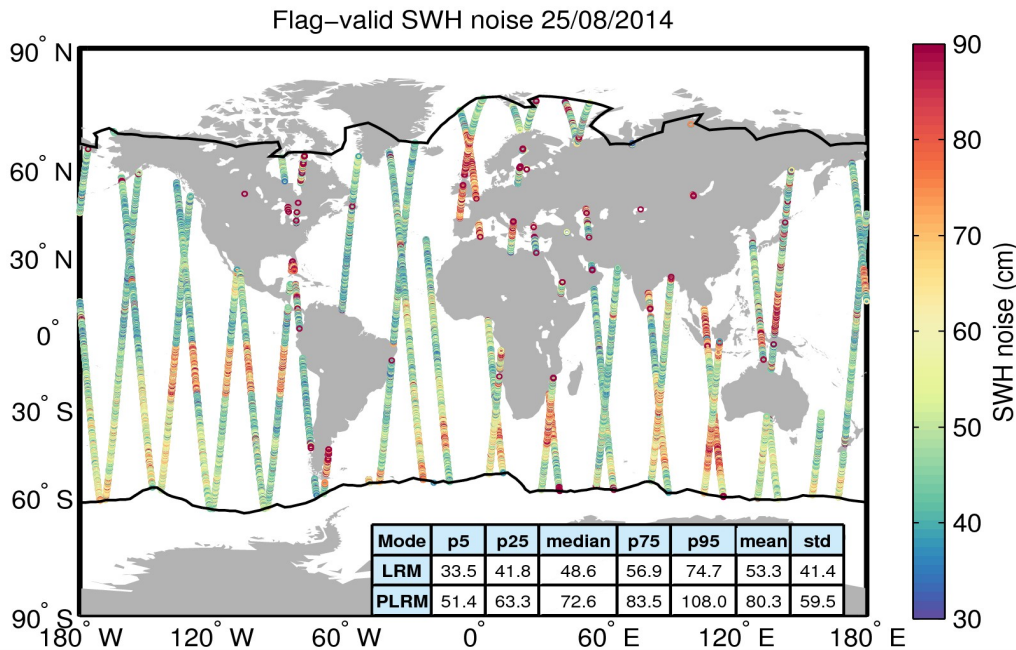 Flag−valid SWH noise 25/08/2014
90° N
60° N
30° N
0°
30° S
60° S
90° S
180° W
120° W
60° W
0°
60° E
120° E
180° E
Mode p5 p25 median p75 p95 mean std
LRM 33.5 41.8 48.6 56.9 74.7 53.3 41.4
PLRM 51.4 63.3 72.6 83.5 108.0 80.3 59.5
90
80
70
60
50
40
30
SWH noise (cm)